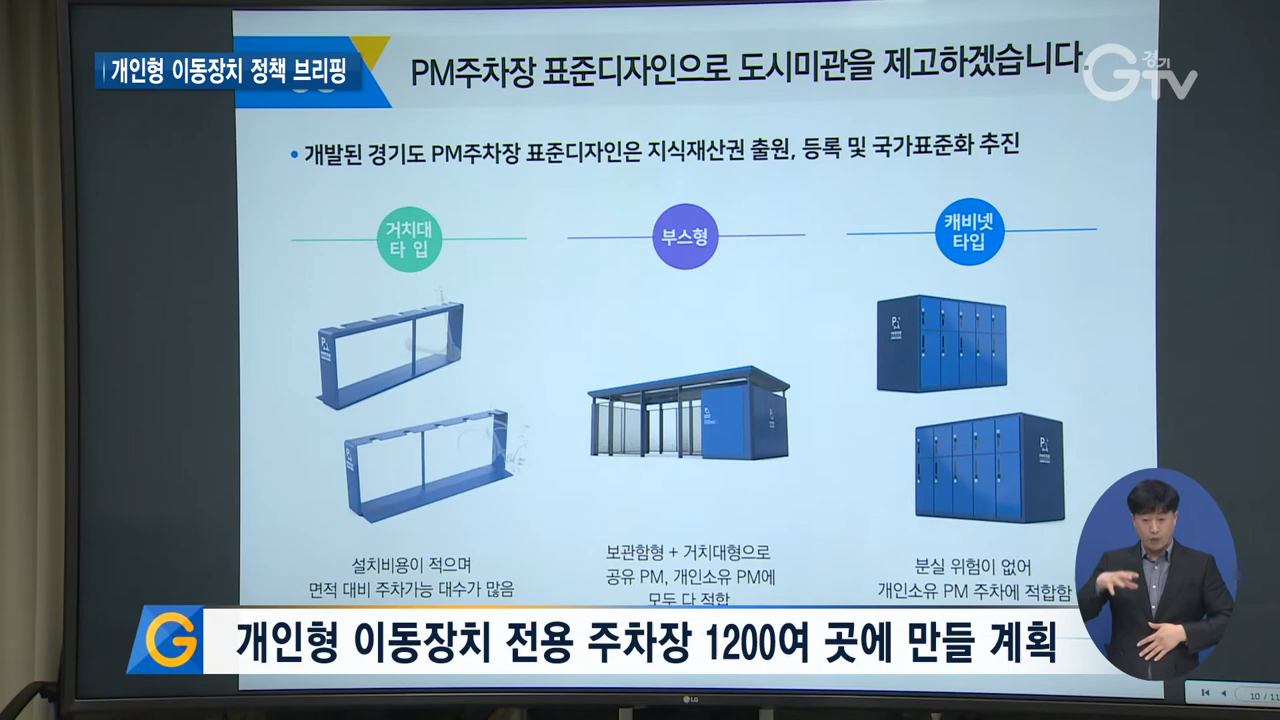 개인형 이동장치 정책 브리핑
PM주차장 표준디자인으로 도시미관을 제고하겠습니다.
경기
GTV
• 개발된 경기도 PM주차장 표준디자인은 지식재산권 출원, 등록 및 국가표준화 추진
거치대
타 입
부스형
캐비넷
타입
설치비용이 적으며
면적 대비 주차가능 대수가 많음
보관함형 + 거치대형으로
공유 PM, 개인소유 PM에
모두 다 적합
분실 위험이 없어
개인소유 PM 주차에 적합함
G 개인형 이동장치 전용 주차장 1200여 곳에 만들 계획
LG
10 / 11